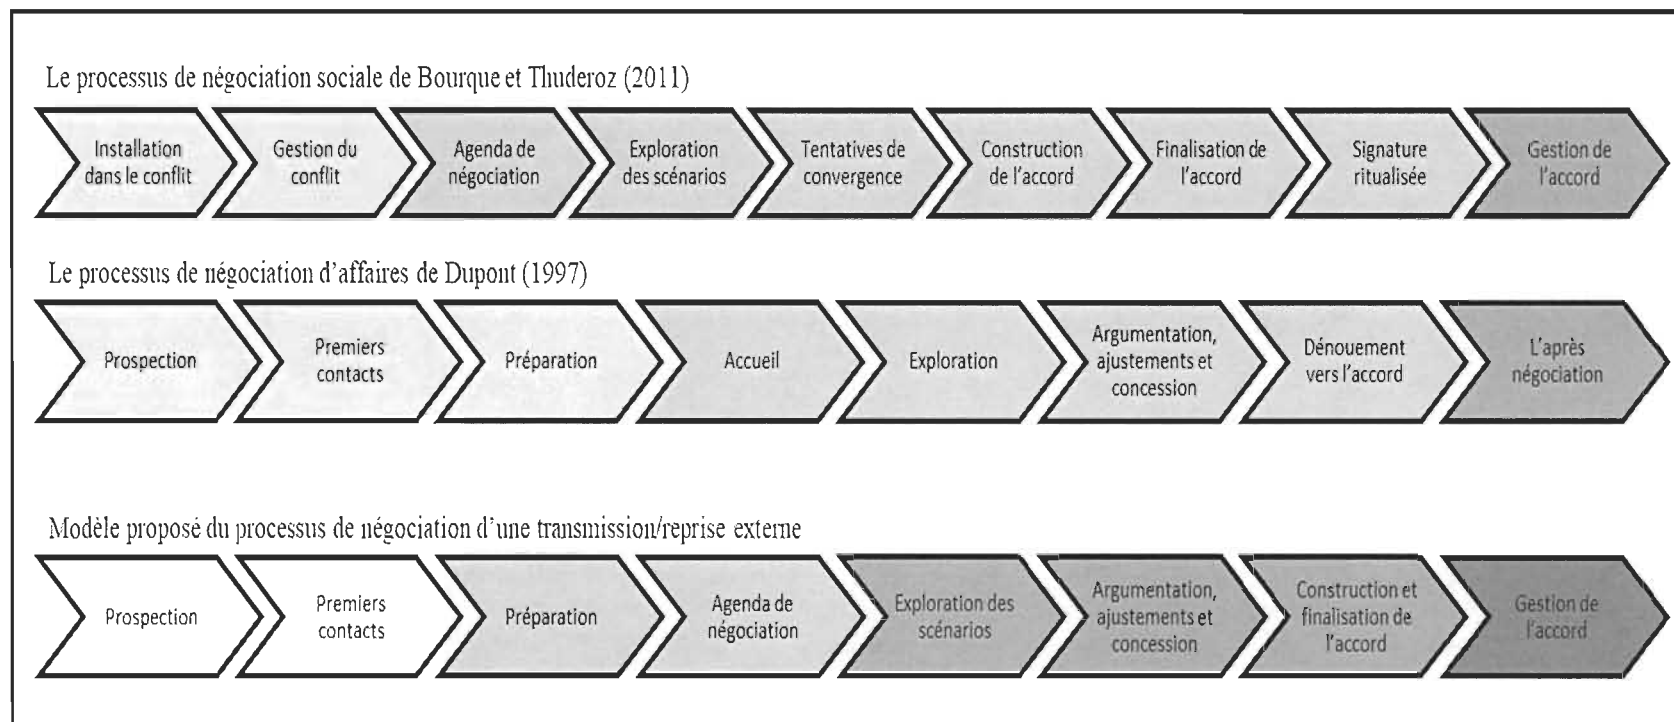 Le processus de négociation sociale de Bourque et Thuderoz (2011)
Installation
dans le conflit
Gestion du
conflit
Agenda de
négociation
Exploration
des scénarios
Tentatives de
convergence
Construction
de l'accord
Finalisation de
l'accord
Signature
ritualisée
Gestion de
l'accord
Le processus de négociation d'affaires de Dupont (1997)
Prospection
Premiers
contacts
Préparation
Accueil
Exploration
Argumentation,
ajustements et
concession
Dénouement
vers l'accord
L'après
négociation
Modèle proposé du processus de négociation d'une transmission/reprise externe
Prospection
Premiers
contacts
Préparation
Agenda de
négociation
Exploration des
scénarios
Argumentation,
ajustements et
concession
Construction et
finalisation de
l'accord
Gestion de
l'accord